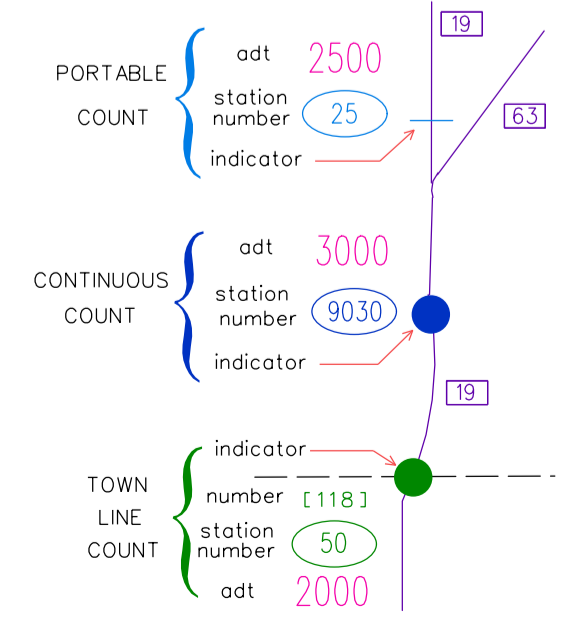 19
adt 2500
PORTABLE
COUNT
station
number 25
63
indicator
adt 3000
CONTINUOUS
COUNT
station
number 9030
indicator
19
indicator
TOWN
LINE
COUNT
number [118]
station
number 50
adt 2000